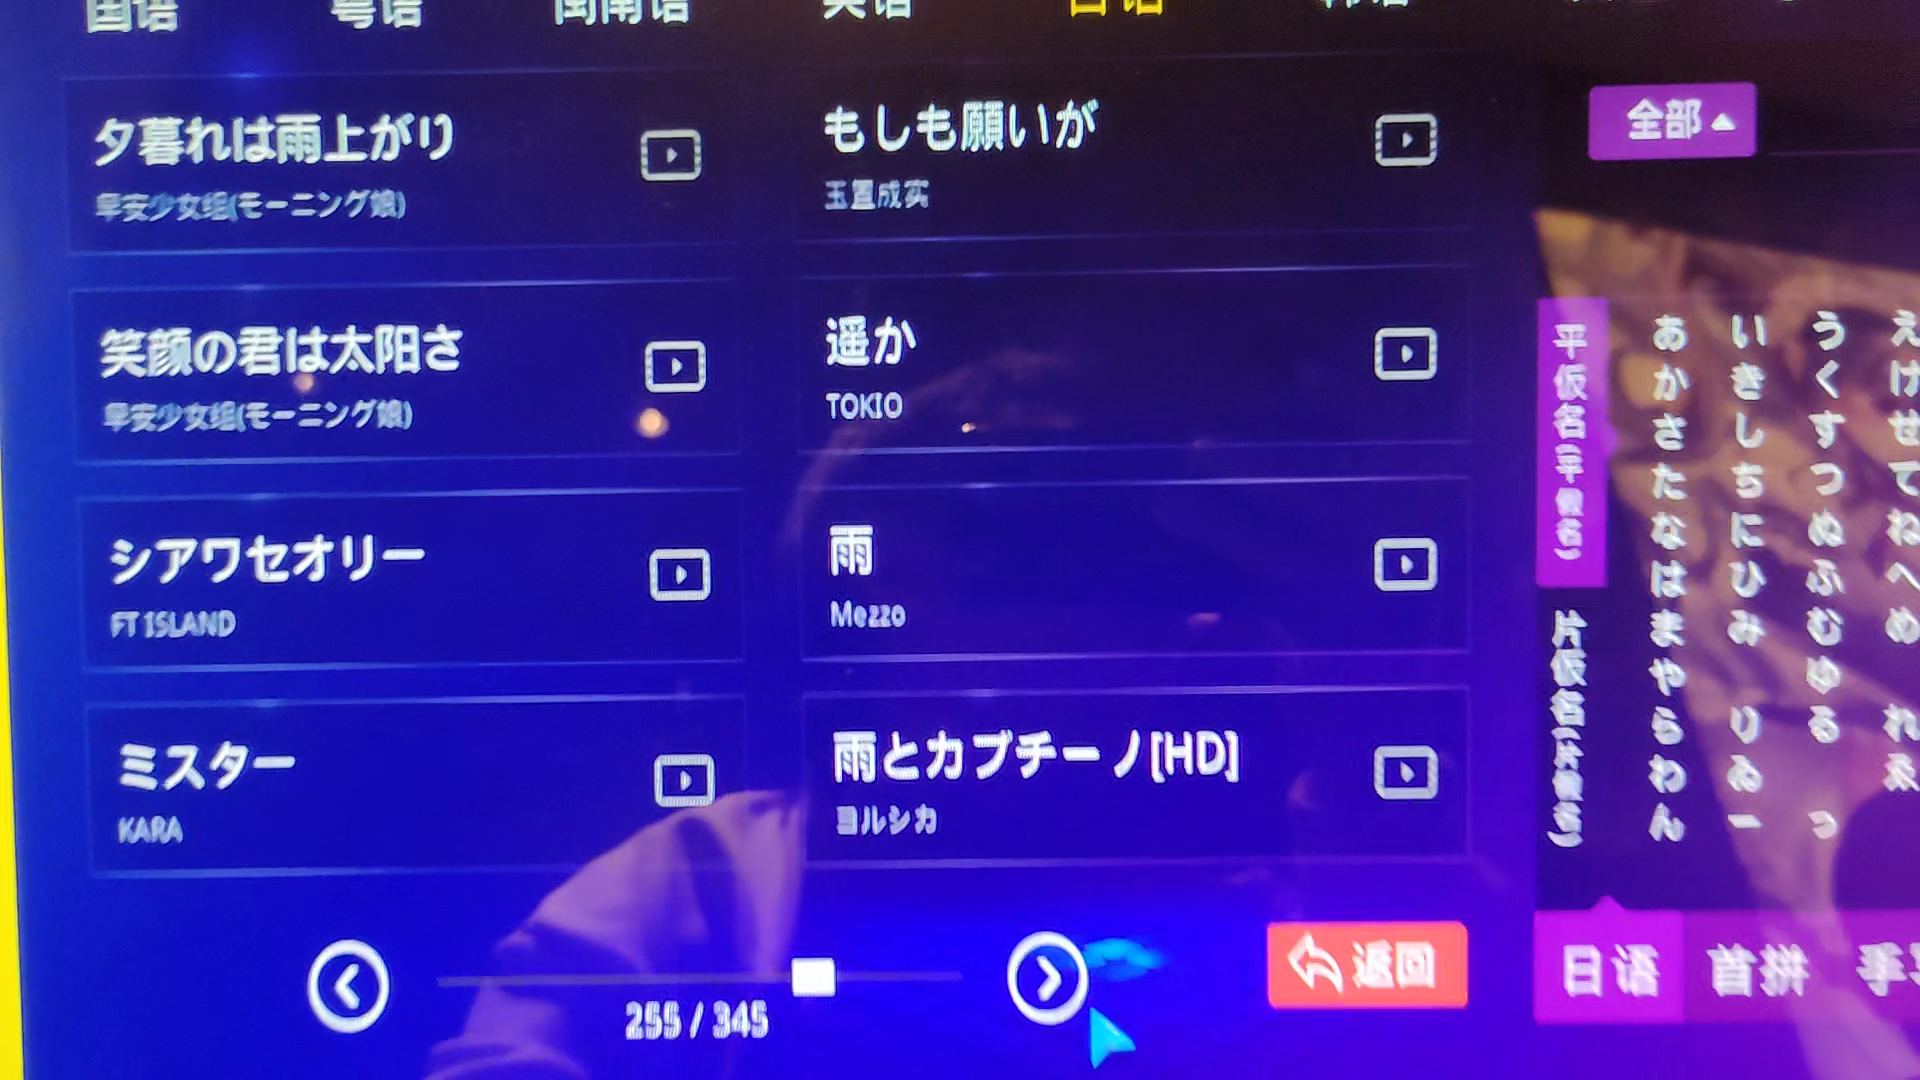 国语 粤语 闽南语 英语 日语 韩语
全部
夕暮れは雨上がり
早安少女组(モーニング娘)
もしも願いが
玉置成实
笑顔の君は太阳さ
早安少女组(モーニング娘)
遥か
TOKIO
シアワセオリー
FT ISLAND
雨
Mezzo
ミスター
KARA
雨とカプチーノ[HD]
ヨルシカ
255 / 345
返回
平仮名(平假名)
片仮名(片假名)
あ い う え
か き く け
さ し す せ
た ち つ て
な に ぬ ね
は ひ ふ へ
ま み む め
や ゆ
ら り る れ
わ ゐ ゑ
ん ー っ
日语 首拼